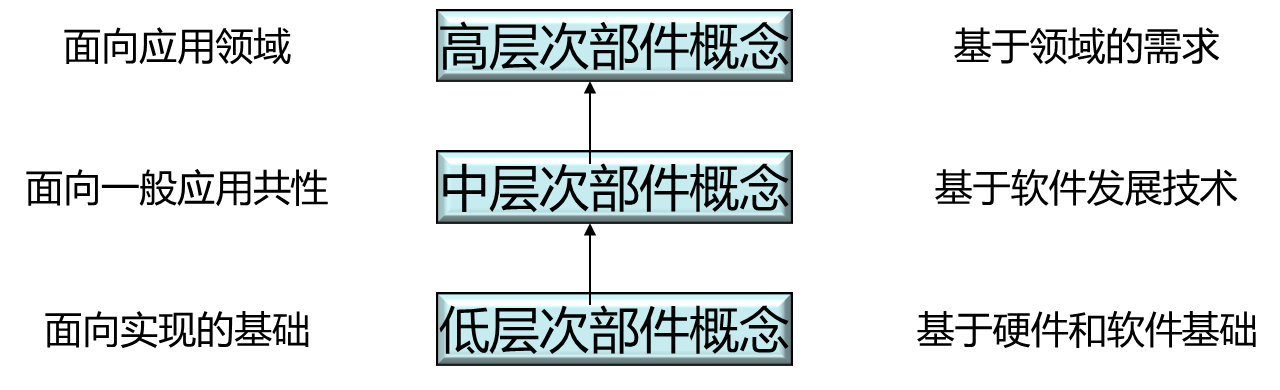 面向应用领域
高层次部件概念
基于领域的需求
面向一般应用共性
中层次部件概念
基于软件发展技术
面向实现的基础
低层次部件概念
基于硬件和软件基础